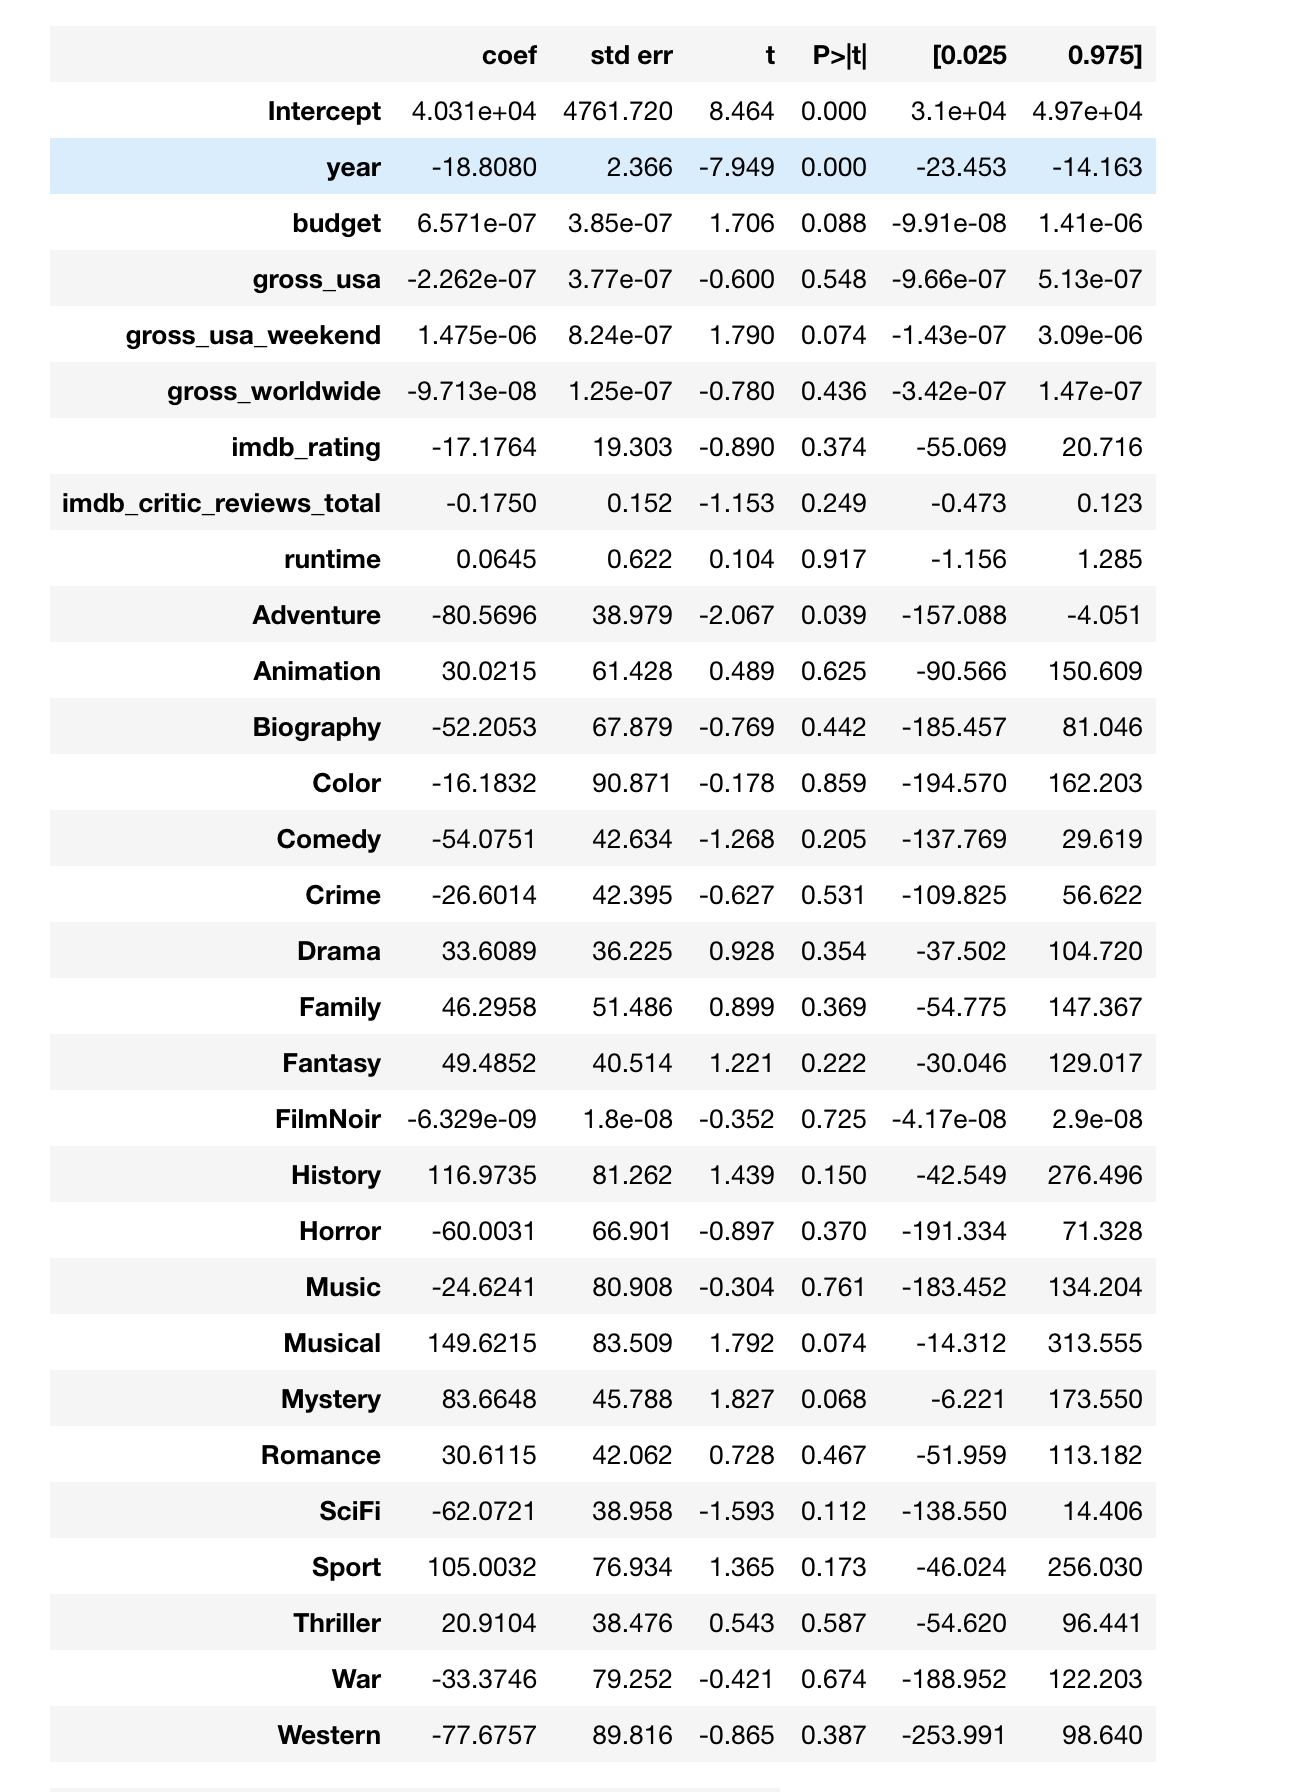 coef std err t P>|t| [0.025 0.975]
Intercept 4.031e+04 4761.720 8.464 0.000 3.1e+04 4.97e+04
year -18.8080 2.366 -7.949 0.000 -23.453 -14.163
budget 6.571e-07 3.85e-07 1.706 0.088 -9.91e-08 1.41e-06
gross_usa -2.262e-07 3.77e-07 -0.600 0.548 -9.66e-07 5.13e-07
gross_usa_weekend 1.475e-06 8.24e-07 1.790 0.074 -1.43e-07 3.09e-06
gross_worldwide -9.713e-08 1.25e-07 -0.780 0.436 -3.42e-07 1.47e-07
imdb_rating -17.1764 19.303 -0.890 0.374 -55.069 20.716
imdb_critic_reviews_total -0.1750 0.152 -1.153 0.249 -0.473 0.123
runtime 0.0645 0.622 0.104 0.917 -1.156 1.285
Adventure -80.5696 38.979 -2.067 0.039 -157.088 -4.051
Animation 30.0215 61.428 0.489 0.625 -90.566 150.609
Biography -52.2053 67.879 -0.769 0.442 -185.457 81.046
Color -16.1832 90.871 -0.178 0.859 -194.570 162.203
Comedy -54.0751 42.634 -1.268 0.205 -137.769 29.619
Crime -26.6014 42.395 -0.627 0.531 -109.825 56.622
Drama 33.6089 36.225 0.928 0.354 -37.502 104.720
Family 46.2958 51.486 0.899 0.369 -54.775 147.367
Fantasy 49.4852 40.514 1.221 0.222 -30.046 129.017
FilmNoir -6.329e-09 1.8e-08 -0.352 0.725 -4.17e-08 2.9e-08
History 116.9735 81.262 1.439 0.150 -42.549 276.496
Horror -60.0031 66.901 -0.897 0.370 -191.334 71.328
Music -24.6241 80.908 -0.304 0.761 -183.452 134.204
Musical 149.6215 83.509 1.792 0.074 -14.312 313.555
Mystery 83.6648 45.788 1.827 0.068 -6.221 173.550
Romance 30.6115 42.062 0.728 0.467 -51.959 113.182
SciFi -62.0721 38.958 -1.593 0.112 -138.550 14.406
Sport 105.0032 76.934 1.365 0.173 -46.024 256.030
Thriller 20.9104 38.476 0.543 0.587 -54.620 96.441
War -33.3746 79.252 -0.421 0.674 -188.952 122.203
Western -77.6757 89.816 -0.865 0.387 -253.991 98.640